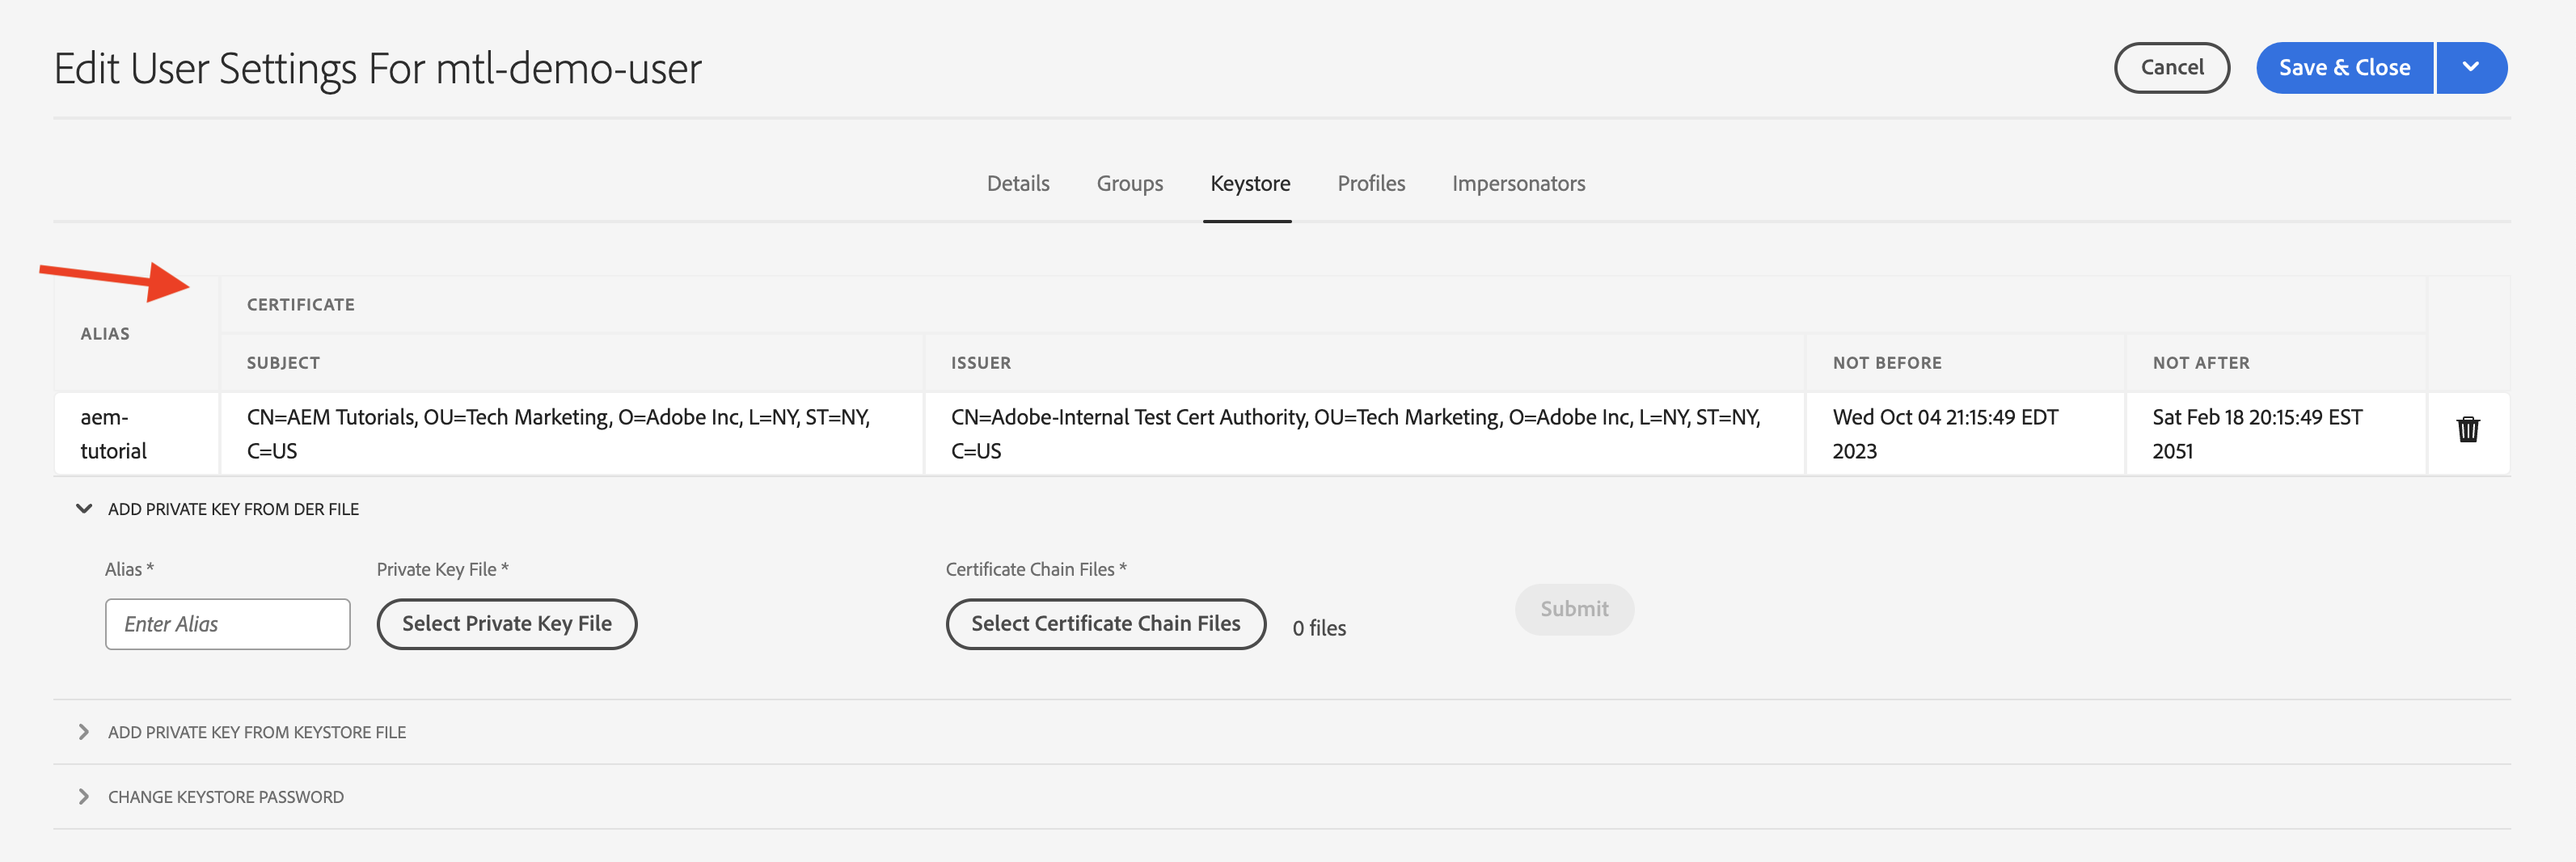 Edit User Settings For mtl-demo-user
Cancel
Save & Close
Details Groups Keystore Profiles Impersonators
ALIAS
CERTIFICATE
SUBJECT
ISSUER
NOT BEFORE
NOT AFTER
aem-
tutorial
CN=AEM Tutorials, OU=Tech Marketing, O=Adobe Inc, L=NY, ST=NY,
C=US
CN=Adobe-Internal Test Cert Authority, OU=Tech Marketing, O=Adobe Inc, L=NY, ST=NY,
C=US
Wed Oct 04 21:15:49 EDT
2023
Sat Feb 18 20:15:49 EST
2051
ADD PRIVATE KEY FROM DER FILE
Alias *
Enter Alias
Private Key File *
Select Private Key File
Certificate Chain Files *
Select Certificate Chain Files
0 files
Submit
ADD PRIVATE KEY FROM KEYSTORE FILE
CHANGE KEYSTORE PASSWORD